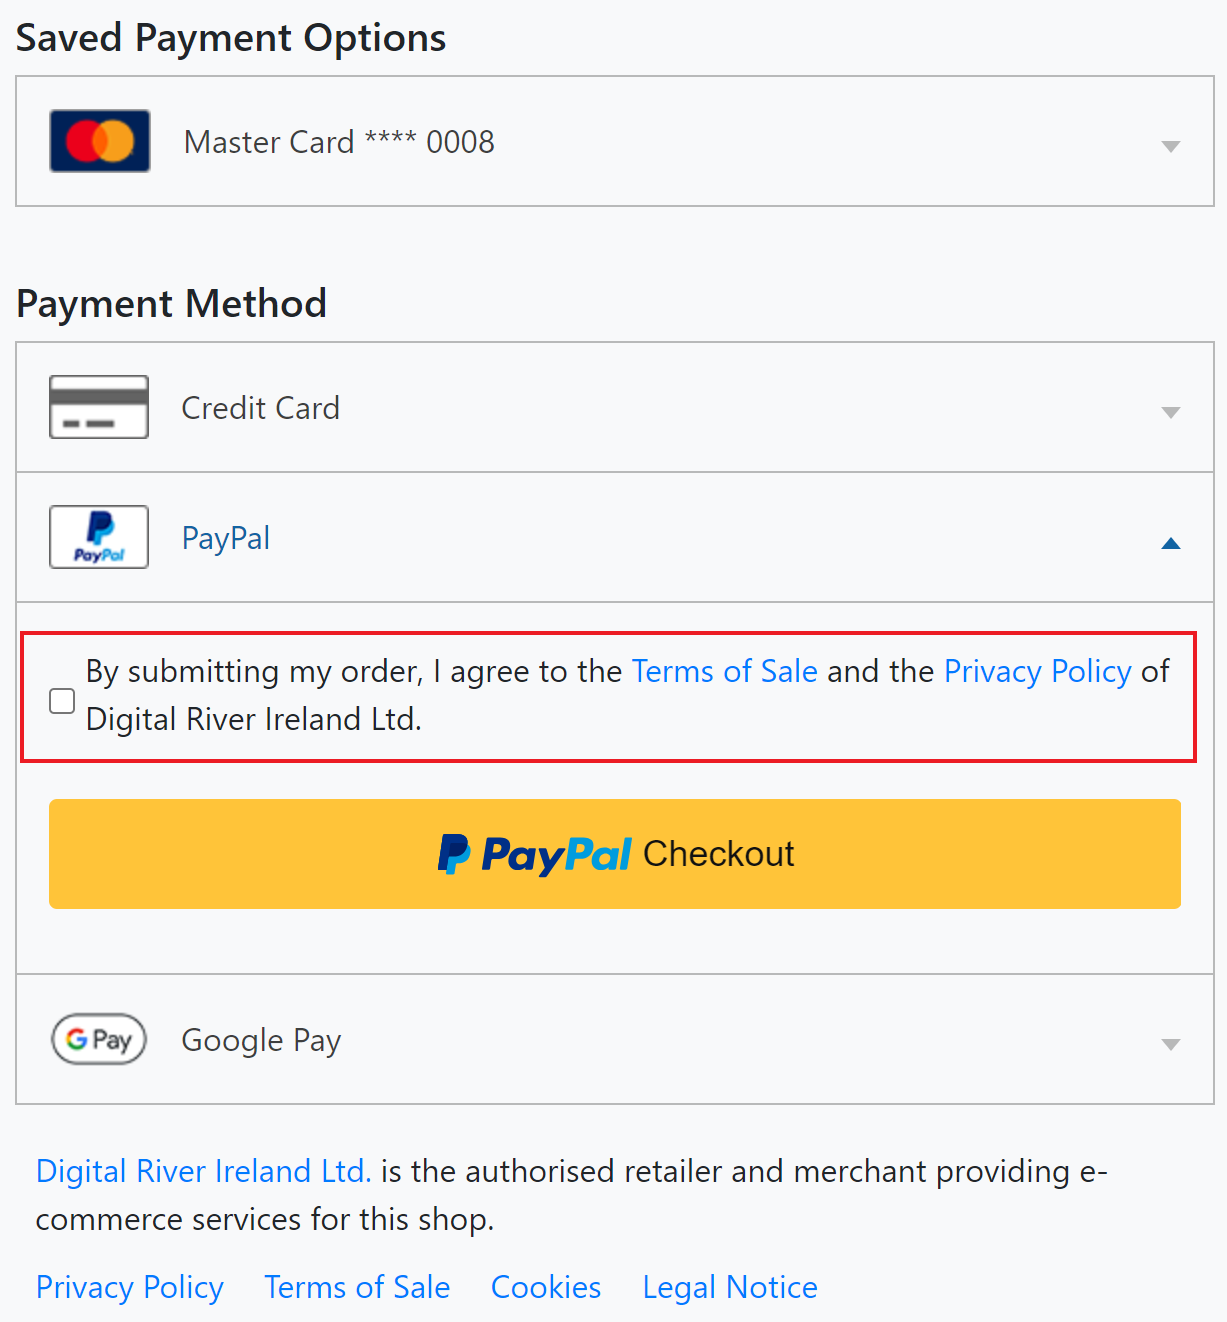 Saved Payment Options
Master Card **** 0008
Payment Method
Credit Card
PayPal
PayPal
By submitting my order, I agree to the Terms of Sale and the Privacy Policy of
Digital River Ireland Ltd.
PayPal Checkout
G Pay
Google Pay
Digital River Ireland Ltd. is the authorised retailer and merchant providing e-
commerce services for this shop.
Privacy Policy Terms of Sale Cookies Legal Notice